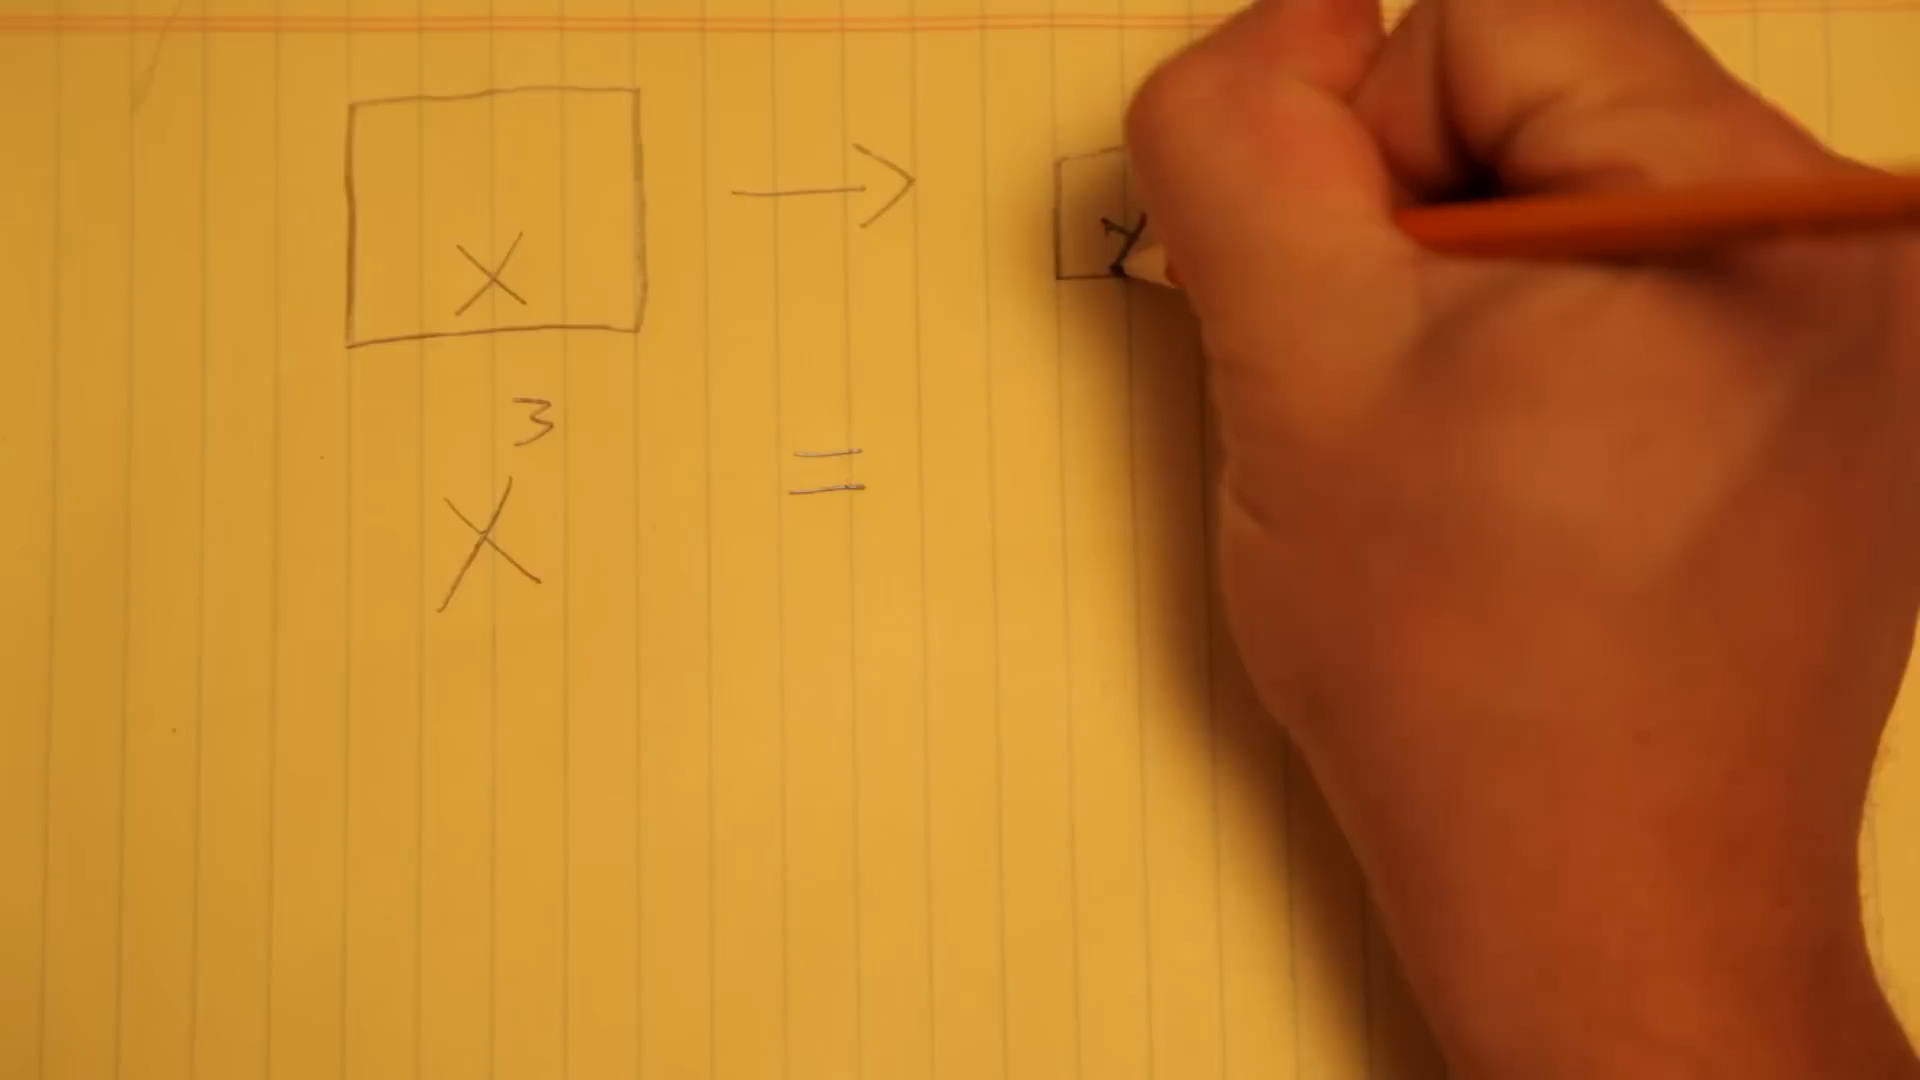 X → y
X³ =